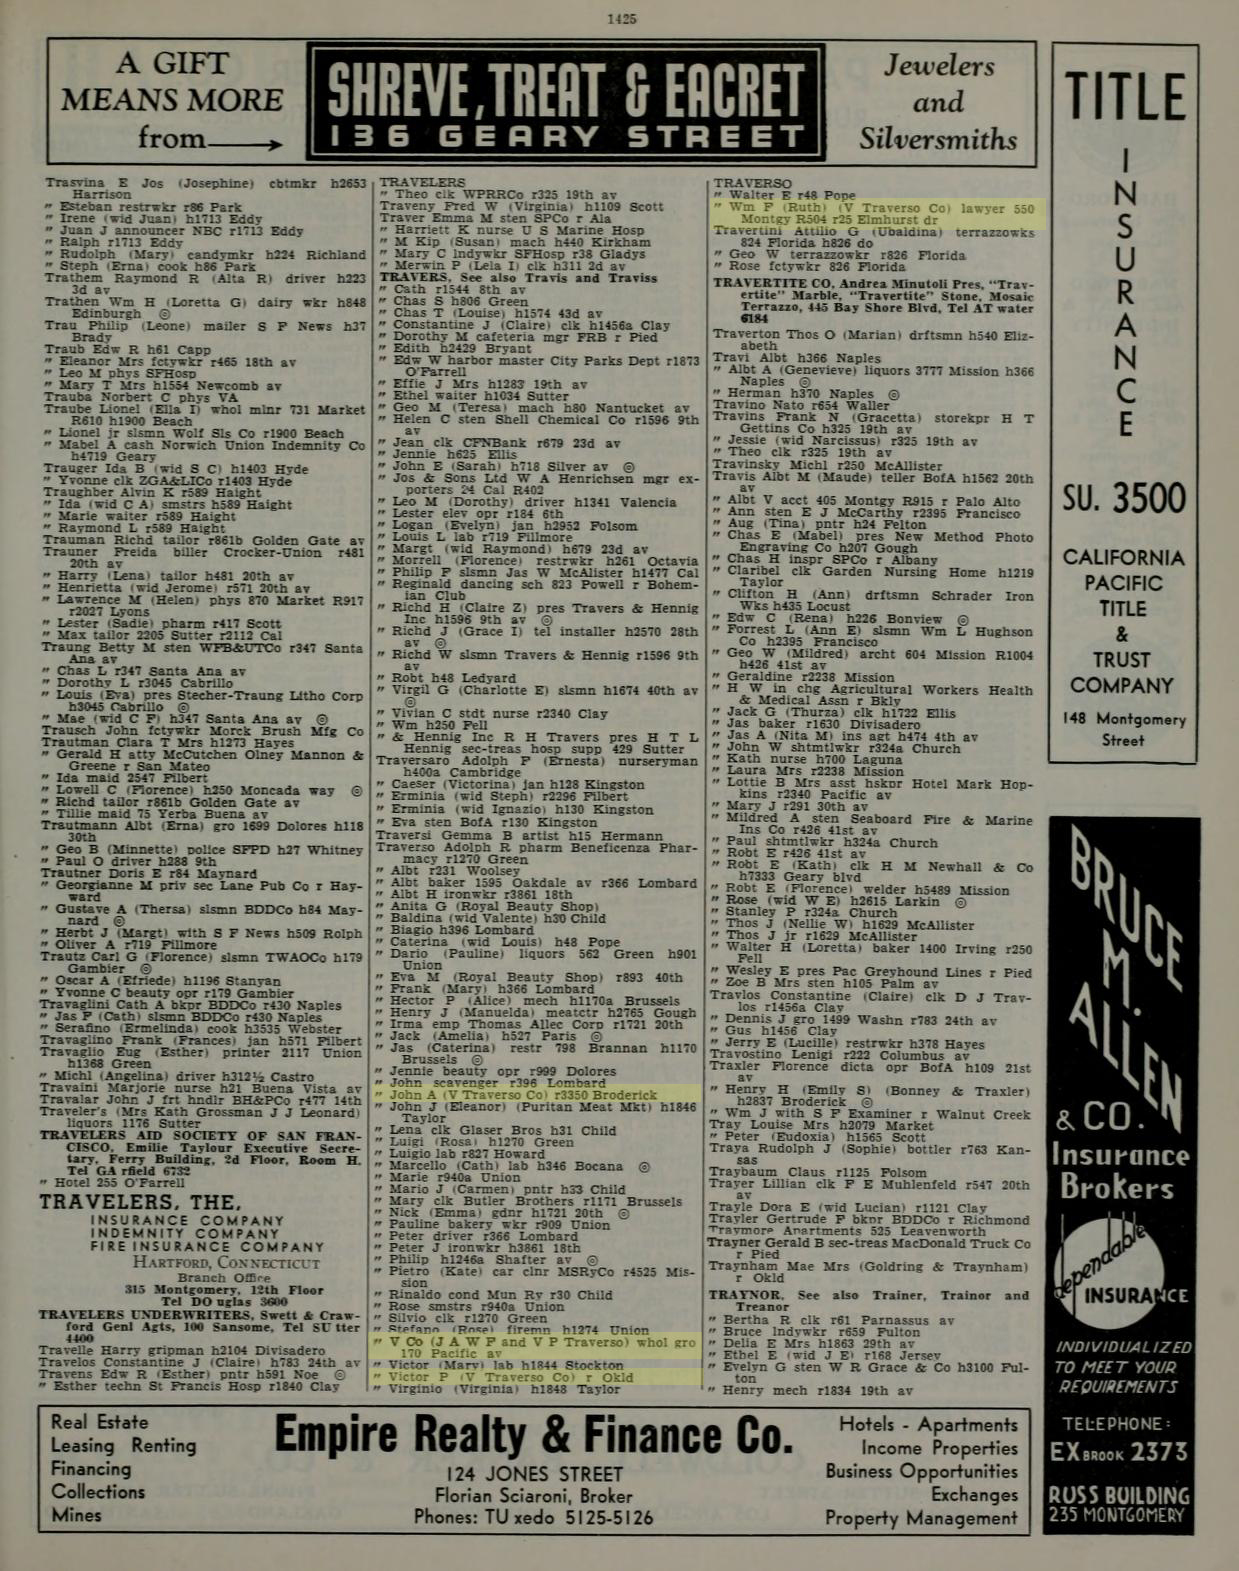 1425
A GIFT
MEANS MORE
from
SHREVE, TREAT & EACRET
136 GEARY STREET
Jewelers
and
Silversmiths
Trasvina E Jos (Josephine) cbtmkr h2653
Harrison
" Esteban restrwkr r86 Park
" Irene (wid Juan) h1713 Eddy
" Juan J announcer NBC r1713 Eddy
" Ralph r1713 Eddy
" Rudolph (Mary) candymkr h224 Richland
" Steph (Erna) cook h86 Park
Trathem Raymond R (Alta R) driver h223
3d av
Trathen Wm H (Loretta G) dairy wkr h848
Edinburgh ◎
Trau Philip (Leone) mailer S F News h37
Brady
Traub Edw R h61 Capp
" Eleanor Mrs fctywkr r465 18th av
" Leo M phys SFHosp
" Mary T Mrs h1554 Newcomb av
Trauba Norbert C phys VA
Traube Lionel (Ella I) whol mlnr 731 Market
R610 h1900 Beach
" Lionel jr slsmn Wolf Sls Co r1900 Beach
" Mabel A cash Norwich Union Indemnity Co
h4719 Geary
Trauger Ida B (wid S C) h1403 Hyde
" Yvonne clk ZGA&LICo r1403 Hyde
Traughber Alvin K r589 Haight
" Ida (wid C A) smstrs h589 Haight
" Marie waiter r589 Haight
" Raymond L r589 Haight
Trauman Richd tailor r861b Golden Gate av
Trauner Freida biller Crocker-Union r481
20th av
" Harry (Lena) tailor h481 20th av
" Henrietta (wid Jerome) r571 20th av
" Lawrence M (Helen) phys 870 Market R917
r2027 Lyons
" Lester (Sadie) pharm r417 Scott
" Max tailor 2205 Sutter r2112 Cal
Traung Betty M sten WFB&UTCo r347 Santa
Ana av
" Chas L r347 Santa Ana av
" Dorothy L r3045 Cabrillo
" Louis (Eva) pres Stecher-Traung Litho Corp
h3045 Cabrillo ◎
" Mae (wid C F) h347 Santa Ana av ◎
Trausch John fctywkr Morck Brush Mfg Co
Trautman Clara T Mrs h1273 Hayes
" Gerald H atty McCutchen Olney Mannon &
Greene r San Mateo
" Ida maid 2547 Filbert
" Lowell C (Florence) h250 Moncada way ◎
" Richd tailor r861b Golden Gate av
" Tillie maid 75 Yerba Buena av
Trautmann Albt (Erna) gro 1699 Dolores h118
30th
" Geo B (Minnette) police SFPD h27 Whitney
" Paul O driver h288 9th
Trautner Doris E r84 Maynard
" Georgianne M priv sec Lane Pub Co r Hay-
ward
" Gustave A (Thersa) slsmn BDDCo h84 May-
nard ◎
" Herbt J (Margt) with S F News h509 Rolph
" Oliver A r719 Fillmore
Trautz Carl G (Florence) slsmn TWAOCo h179
Gambier ◎
" Oscar A (Efriede) h1196 Stanyan
" Yvonne C beauty opr r179 Gambier
Travaglini Cath A bkpr BDDCo r430 Naples
" Jas F (Cath) slsmn BDDCo r430 Naples
" Serafino (Ermelinda) cook h3535 Webster
Travaglino Frank (Frances) jan h571 Filbert
Travaglio Eug (Esther) printer 2117 Union
h1368 Green
" Michl (Angelina) driver h312½ Castro
Travaini Marjorie nurse h21 Buena Vista av
Travalar John J frt hndlr BH&PCo r477 14th
Traveler's (Mrs Kath Grossman J J Leonard)
liquors 1176 Sutter
TRAVELERS AID SOCIETY OF SAN FRAN-
CISCO, Emilie Taylour Executive Secre-
tary, Ferry Building, 2d Floor, Room H.
Tel GA rfield 6732
" Hotel 255 O'Farrell
TRAVELERS, THE,
INSURANCE COMPANY
INDEMNITY COMPANY
FIRE INSURANCE COMPANY
HARTFORD, CONNECTICUT
Branch Office
315 Montgomery, 12th Floor
Tel DO uglas 3600
TRAVELERS UNDERWRITERS, Swett & Craw-
ford Genl Agts, 100 Sansome, Tel SU tter
4400
Travelle Harry gripman h2104 Divisadero
Travelos Constantine J (Claire) h783 24th av
Travens Edw R (Esther) pntr h591 Noe ◎
" Esther techn St Francis Hosp r1840 Clay
TRAVELERS
" Theo clk WPRRCo r325 19th av
Traveny Fred W (Virginia) h1109 Scott
Traver Emma M sten SPCo r Ala
" Harriett K nurse U S Marine Hosp
" M Kip (Susan) mach h440 Kirkham
" Mary C lndywkr SFHosp r38 Gladys
" Merwin P (Lela I) clk h311 2d av
TRAVERS, See also Travis and Traviss
" Cath r1544 8th av
" Chas S h806 Green
" Chas T (Louise) h1574 43d av
" Constantine J (Claire) clk h1456a Clay
" Dorothy M cafeteria mgr FRB r Pied
" Edith h2429 Bryant
" Edw W harbor master City Parks Dept r1873
O'Farrell
" Effie J Mrs h1283 19th av
" Ethel waiter h1034 Sutter
" Geo M (Teresa) mach h80 Nantucket av
" Helen C sten Shell Chemical Co r1596 9th
av
" Jean clk CFNBank r679 23d av
" Jennie h625 Ellis
" John E (Sarah) h718 Silver av ◎
" Jos & Sons Ltd W A Henrichsen mgr ex-
porters 24 Cal R402
" Leo M (Dorothy) driver h1341 Valencia
" Lester elev opr r184 6th
" Logan (Evelyn) jan h2952 Folsom
" Louis L lab r719 Fillmore
" Margt (wid Raymond) h679 23d av
" Morrell (Florence) restrwkr h261 Octavia
" Philip F slsmn Jas W McAlister h1477 Cal
" Reginald dancing sch 823 Powell r Bohem-
ian Club
" Richd H (Claire Z) pres Travers & Hennig
Inc h1596 9th av ◎
" Richd J (Grace I) tel installer h2570 28th
av ◎
" Richd W slsmn Travers & Hennig r1596 9th
av
" Robt h48 Ledyard
" Virgil G (Charlotte E) slsmn h1674 40th av
◎
" Vivian C stdt nurse r2340 Clay
" Wm h250 Fell
" & Hennig Inc R H Travers pres H T L
Hennig sec-treas hosp supp 429 Sutter
Traversaro Adolph F (Ernesta) nurseryman
h400a Cambridge
" Caeser (Victorina) jan h128 Kingston
" Erminia (wid Steph) r2296 Filbert
" Erminia (wid Ignazio) h130 Kingston
" Eva sten BofA r130 Kingston
Traversi Gemma B artist h15 Hermann
Traverso Adolph R pharm Beneficenza Phar-
macy r1270 Green
" Albt r231 Woolsey
" Albt baker 1595 Oakdale av r366 Lombard
" Albt H ironwkr r3861 18th
" Anita G (Royal Beauty Shop)
" Baldina (wid Valente) h30 Child
" Biagio h396 Lombard
" Caterina (wid Louis) h48 Pope
" Dario (Pauline) liquors 562 Green h901
Union
" Eva M (Royal Beauty Shop) r893 40th
" Frank (Mary) h366 Lombard
" Hector P (Alice) mech h1170a Brussels
" Henry J (Manuelda) meatctr h2765 Gough
" Irma emp Thomas Allec Corp r1721 20th
" Jack (Amelia) h527 Paris ◎
" Jas (Caterina) restr 798 Brannan h1170
Brussels ◎
" Jennie beauty opr r999 Dolores
" John scavenger r396 Lombard
" John A (V Traverso Co) r3350 Broderick
" John J (Eleanor) (Puritan Meat Mkt) h1846
Taylor
" Lena clk Glaser Bros h31 Child
" Luigi (Rosa) h1270 Green
" Luigio lab r827 Howard
" Marcello (Cath) lab h346 Bocana ◎
" Marie r940a Union
" Mario J (Carmen) pntr h33 Child
" Mary clk Butler Brothers r1171 Brussels
" Nick (Emma) gdnr h1721 20th ◎
" Pauline bakery wkr r909 Union
" Peter driver r366 Lombard
" Peter J ironwkr h3861 18th
" Philip h1246a Shafter av ◎
" Pietro (Kate) car clnr MSRyCo r4525 Mis-
sion
" Rinaldo cond Mun Ry r30 Child
" Rose smstrs r940a Union
" Silvio clk r1270 Green
" Stefano (Rose) firemn h1274 Union
" V Co (J A W F and V P Traverso) whol gro
170 Pacific av
" Victor (Mary) lab h1844 Stockton
" Victor P (V Traverso Co) r Okld
" Virginio (Virginia) h1848 Taylor
TRAVERSO
" Walter E r48 Pope
" Wm F (Ruth) (V Traverso Co) lawyer 550
Montgy R504 r25 Elmhurst dr
Travertini Attilio G (Ubaldina) terrazzowks
824 Florida h826 do
" Geo W terrazzowkr r826 Florida
" Rose fctywkr 826 Florida
TRAVERTITE CO, Andrea Minutoli Pres, "Trav-
ertite" Marble, "Travertite" Stone, Mosaic
Terrazzo, 445 Bay Shore Blvd, Tel AT water
6184
Traverton Thos O (Marian) drftsmn h540 Eliz-
abeth
Travi Albt h366 Naples
" Albt A (Genevieve) liquors 3777 Mission h366
Naples ◎
" Herman h370 Naples ◎
Travino Nato r654 Waller
Travins Frank N (Gracetta) storekpr H T
Gettins Co h325 19th av
" Jessie (wid Narcissus) r325 19th av
" Theo clk r325 19th av
Travinsky Michl r250 McAllister
Travis Albt M (Maude) teller BofA h1562 20th
av
" Albt V acct 405 Montgy R915 r Palo Alto
" Ann sten E J McCarthy r2395 Francisco
" Aug (Tina) pntr h24 Felton
" Chas E (Mabel) pres New Method Photo
Engraving Co h207 Gough
" Chas H inspr SPCo r Albany
" Claribel clk Garden Nursing Home h1219
Taylor
" Clifton H (Ann) drftsmn Schrader Iron
Wks h435 Locust
" Edw C (Rena) h226 Bonview ◎
" Forrest L (Ann E) slsmn Wm L Hughson
Co h2395 Francisco
" Geo W (Mildred) archt 604 Mission R1004
h426 41st av
" Geraldine r2238 Mission
" H W in chg Agricultural Workers Health
& Medical Assn r Bkly
" Jack G (Thurza) clk h1722 Ellis
" Jas baker r1630 Divisadero
" Jas A (Nita M) ins agt h474 4th av
" John W shtmtlwkr r324a Church
" Kath nurse h700 Laguna
" Laura Mrs r2238 Mission
" Lottie B Mrs asst hskpr Hotel Mark Hop-
kins r2340 Pacific av
" Mary J r291 30th av
" Mildred A sten Seaboard Fire & Marine
Ins Co r426 41st av
" Paul shtmtlwkr h324a Church
" Robt E r426 41st av
" Robt E (Kath) clk H M Newhall & Co
h7333 Geary blvd
" Robt E (Florence) welder h5489 Mission
" Rose (wid W E) h2615 Larkin ◎
" Stanley P r324a Church
" Thos J (Nellie W) h1629 McAllister
" Thos J jr r1629 McAllister
" Walter H (Loretta) baker 1400 Irving r250
Fell
" Wesley E pres Pac Greyhound Lines r Pied
" Zoe B Mrs sten h105 Palm av
Travlos Constantine (Claire) clk D J Trav-
los r1456a Clay
" Dennis J gro 1499 Washn r783 24th av
" Gus h1456 Clay
" Jerry E (Lucille) restrwkr h378 Hayes
Travostino Lenigi r222 Columbus av
Traxler Florence dicta opr BofA h109 21st
av
" Henry H (Emily S) (Bonney & Traxler)
h2837 Broderick ◎
" Wm J with S F Examiner r Walnut Creek
Tray Louise Mrs h2079 Market
" Peter (Eudoxia) h1565 Scott
Traya Rudolph J (Sophie) bottler r763 Kan-
sas
Traybaum Claus r1125 Folsom
Trayer Lillian clk F E Muhlenfeld r547 20th
av
Trayle Dora E (wid Lucian) r1121 Clay
Trayler Gertrude F bkpr BDDCo r Richmond
Traymore Apartments 525 Leavenworth
Trayner Gerald B sec-treas MacDonald Truck Co
r Pied
Traynham Mae Mrs (Goldring & Traynham)
r Okld
TRAYNOR, See also Trainer, Trainor and
Treanor
" Bertha R clk r61 Parnassus av
" Bruce lndywkr r659 Fulton
" Delia E Mrs h1863 29th av
" Ethel E (wid J E) r168 Jersey
" Evelyn G sten W R Grace & Co h3100 Ful-
ton
" Henry mech r1834 19th av
TITLE
INSURANCE
SU. 3500
CALIFORNIA
PACIFIC
TITLE
&
TRUST
COMPANY
148 Montgomery
Street
BRUCE
M.
ALLEN
& CO.
Insurance
Brokers
dependable
INSURANCE
INDIVIDUALIZED
TO MEET YOUR
REQUIREMENTS
TELEPHONE:
EXBROOK 2373
RUSS BUILDING
235 MONTGOMERY
Real Estate
Leasing Renting
Financing
Collections
Mines
Empire Realty & Finance Co.
124 JONES STREET
Florian Sciaroni, Broker
Phones: TU xedo 5125-5126
Hotels - Apartments
Income Properties
Business Opportunities
Exchanges
Property Management